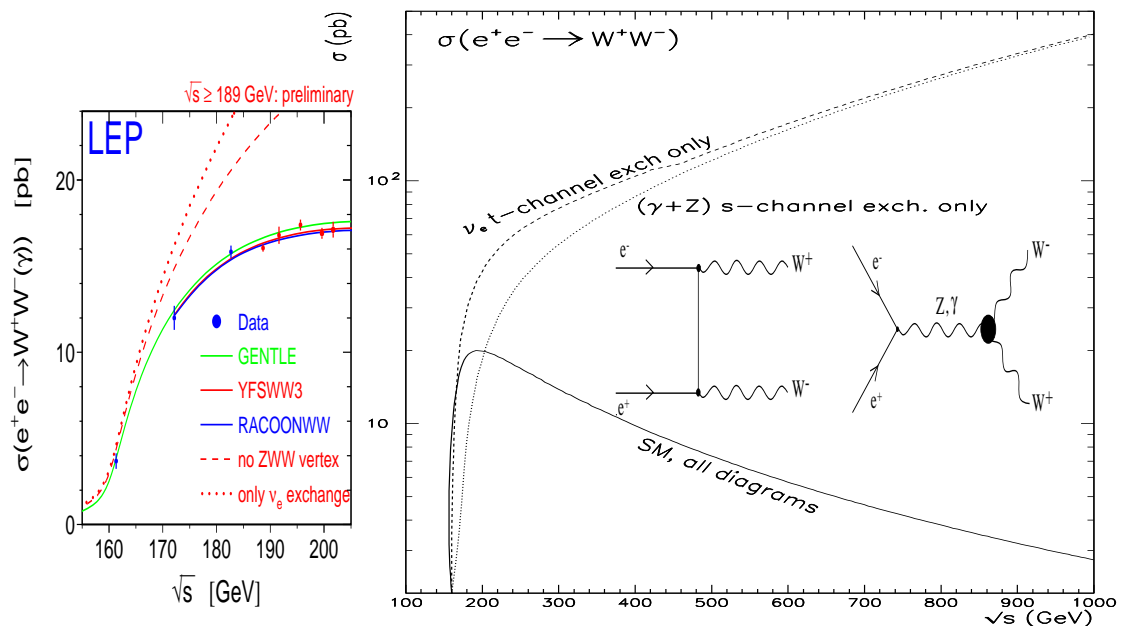 √s ≥ 189 GeV: preliminary
LEP
σ(e⁺e⁻→W⁺W⁻(γ)) [pb]
20
10
0
Data
GENTLE
YFSWW3
RACOONWW
no ZWW vertex
only νₑ exchange
160 170 180 190 200
√s [GeV]
σ (pb)
σ(e⁺e⁻ → W⁺W⁻)
10²
10
νₑ t-channel exch only
(γ+Z) s-channel exch. only
e⁻
W⁺
e⁺
W⁻
e⁻
Z,γ
W⁻
e⁺
W⁺
SM, all diagrams
100 200 300 400 500 600 700 800 900 1000
√s (GeV)